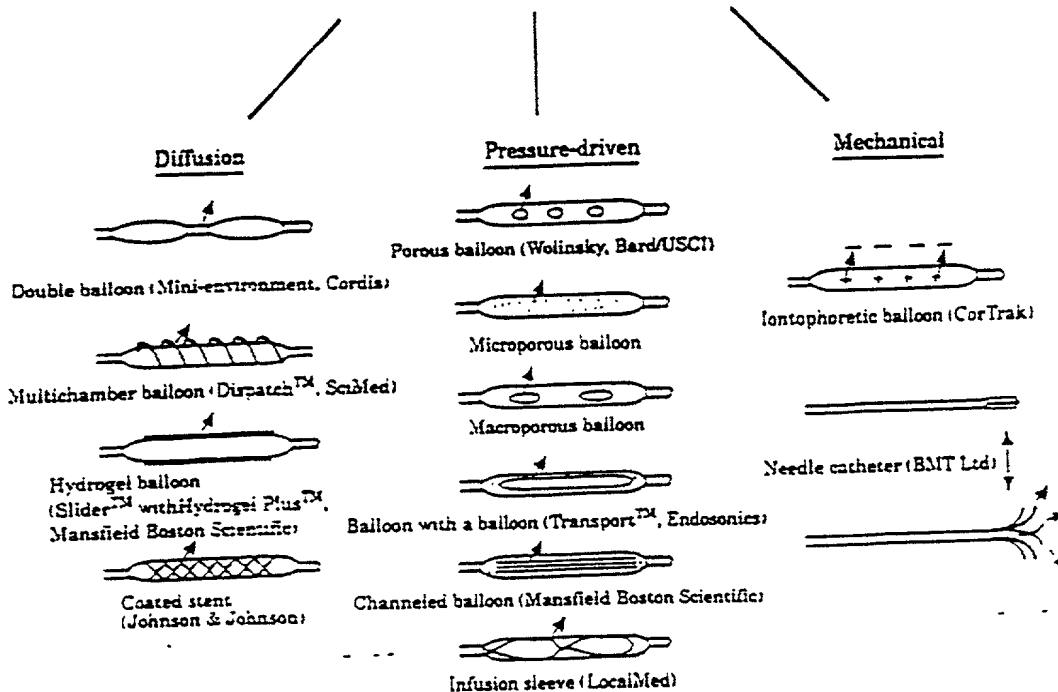 Diffusion
Double balloon (Mini-environment, Cordis)
Multichamber balloon (Dispatch™, SciMed)
Hydrogel balloon
(Slider™ withHydrogel Plus™,
Mansfield Boston Scientific)
Coated stent
(Johnson & Johnson)
Pressure-driven
Porous balloon (Wolinsky, Bard/USCI)
Microporous balloon
Macroporous balloon
Balloon with a balloon (Transport™, Endosonics)
Channeled balloon (Mansfield Boston Scientific)
Infusion sleeve (LocalMed)
Mechanical
Iontophoretic balloon (CorTrak)
Needle catheter (BMT Ltd)